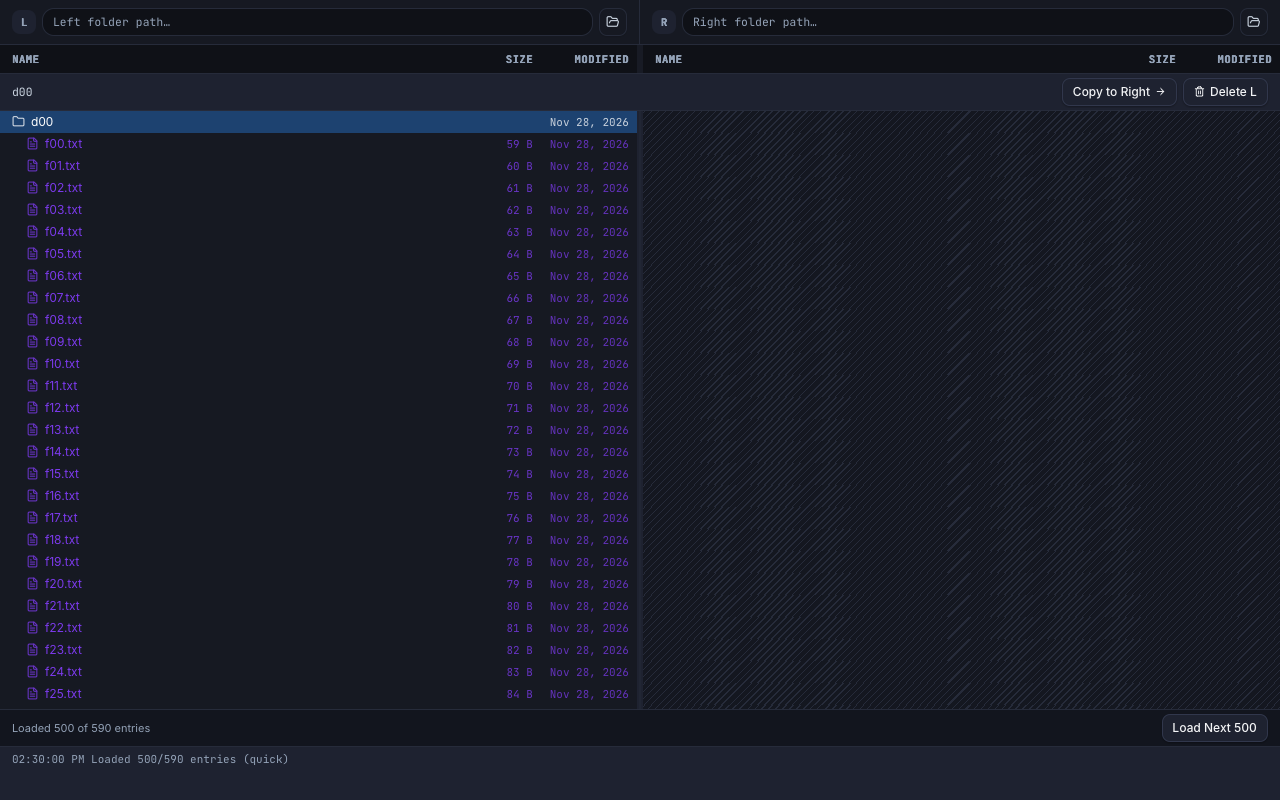 L Left folder path… R Right folder path…
NAME SIZE MODIFIED NAME SIZE MODIFIED
d00 Copy to Right → Delete L
d00 Nov 28, 2026
f00.txt 59 B Nov 28, 2026
f01.txt 60 B Nov 28, 2026
f02.txt 61 B Nov 28, 2026
f03.txt 62 B Nov 28, 2026
f04.txt 63 B Nov 28, 2026
f05.txt 64 B Nov 28, 2026
f06.txt 65 B Nov 28, 2026
f07.txt 66 B Nov 28, 2026
f08.txt 67 B Nov 28, 2026
f09.txt 68 B Nov 28, 2026
f10.txt 69 B Nov 28, 2026
f11.txt 70 B Nov 28, 2026
f12.txt 71 B Nov 28, 2026
f13.txt 72 B Nov 28, 2026
f14.txt 73 B Nov 28, 2026
f15.txt 74 B Nov 28, 2026
f16.txt 75 B Nov 28, 2026
f17.txt 76 B Nov 28, 2026
f18.txt 77 B Nov 28, 2026
f19.txt 78 B Nov 28, 2026
f20.txt 79 B Nov 28, 2026
f21.txt 80 B Nov 28, 2026
f22.txt 81 B Nov 28, 2026
f23.txt 82 B Nov 28, 2026
f24.txt 83 B Nov 28, 2026
f25.txt 84 B Nov 28, 2026
Loaded 500 of 590 entries Load Next 500
02:30:00 PM Loaded 500/590 entries (quick)